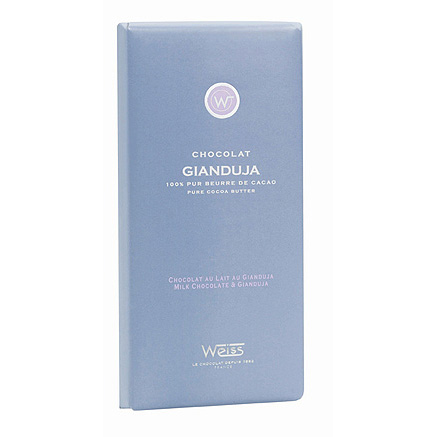 W
CHOCOLAT
GIANDUJA
100% PUR BEURRE DE CACAO
PURE COCOA BUTTER
CHOCOLAT AU LAIT AU GIANDUJA
MILK CHOCOLATE & GIANDUJA
Weiss
LE CHOCOLAT DEPUIS 1882
FRANCE